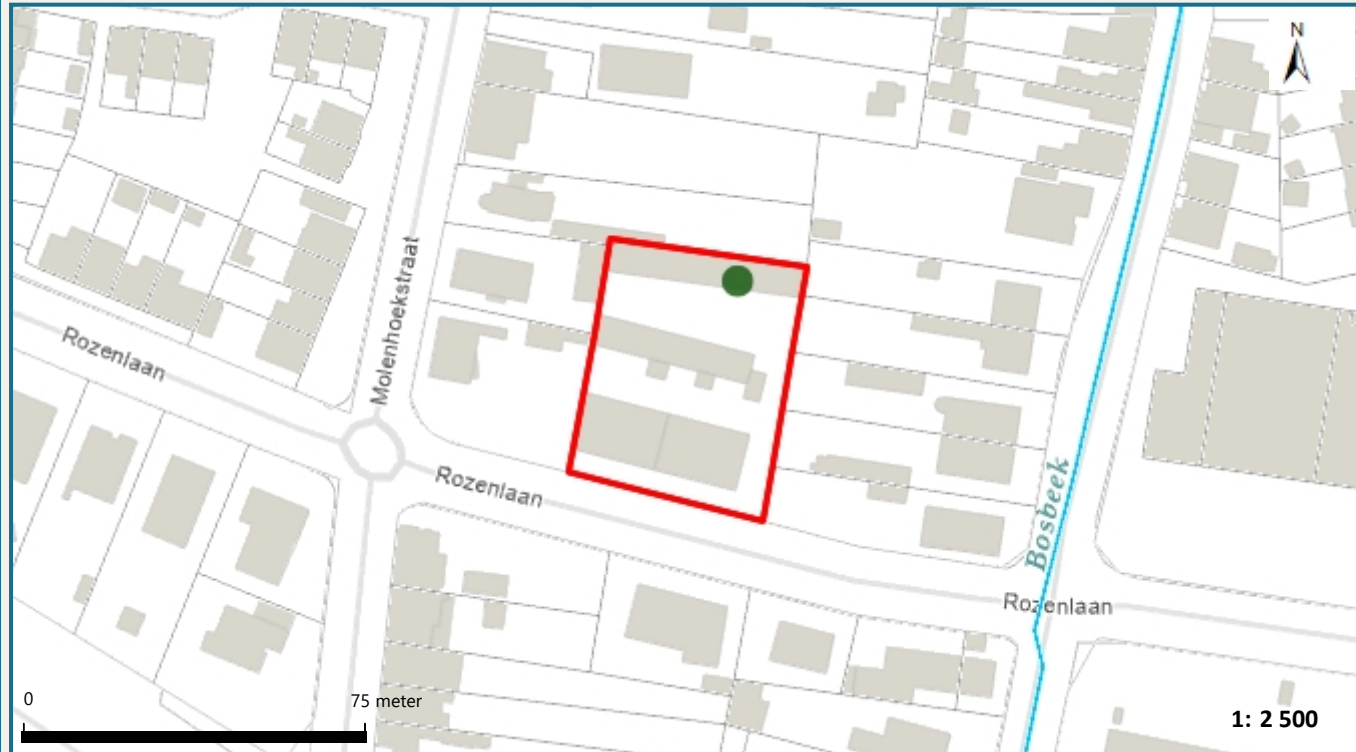 N
Molenhoekstraat
Rozenlaan
Rozenlaan
Bosbeek
Rozenlaan
0 75 meter
1: 2 500